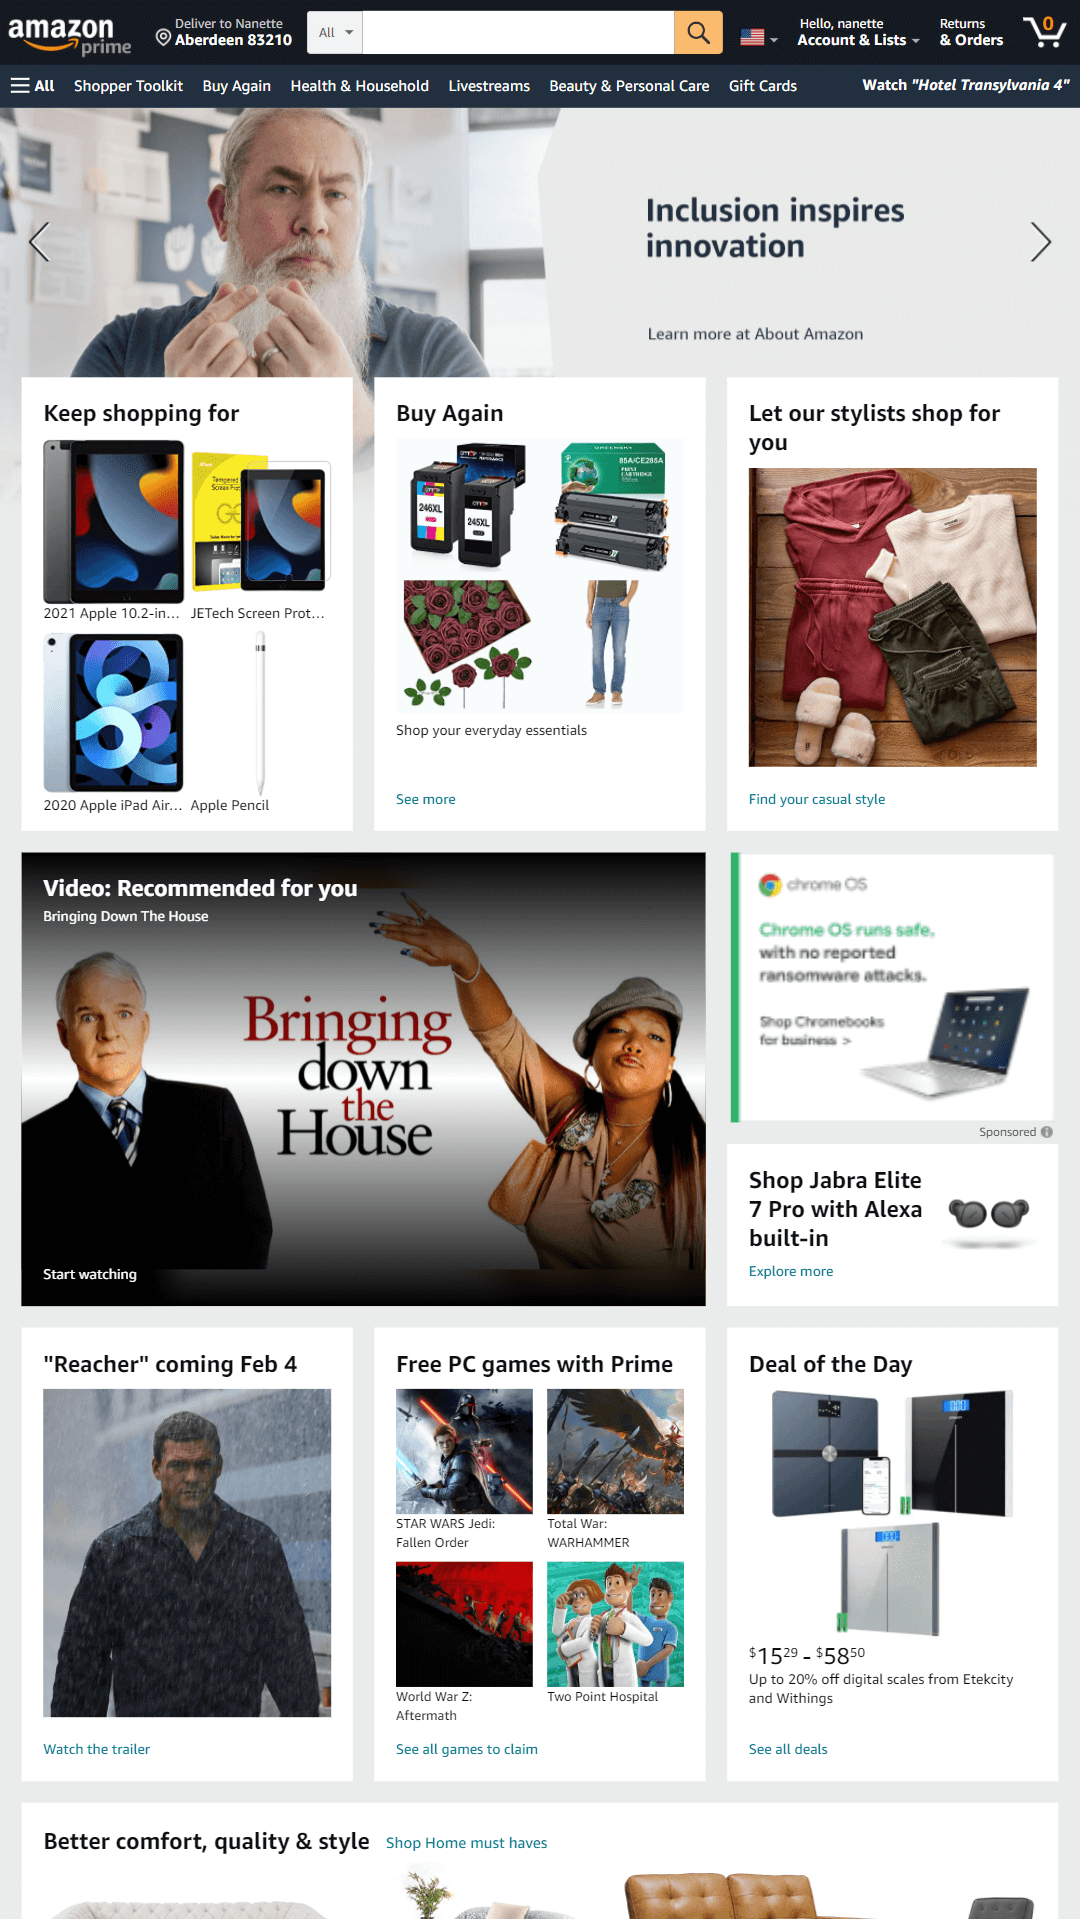 amazon
prime
Deliver to Nanette
Aberdeen 83210
All
Hello, nanette
Account & Lists
Returns
& Orders
0
All
Shopper Toolkit
Buy Again
Health & Household
Livestreams
Beauty & Personal Care
Gift Cards
Watch "Hotel Transylvania 4"
Inclusion inspires
innovation
Learn more at About Amazon
Keep shopping for
2021 Apple 10.2-in...
JETech Screen Prot...
2020 Apple iPad Air...
Apple Pencil
Buy Again
246XL
245XL
85A/CE285A
PRINT
CARTRIDGE
Shop your everyday essentials
See more
Let our stylists shop for
you
Find your casual style
Video: Recommended for you
Bringing Down The House
Bringing
down
the
House
Start watching
chrome OS
Chrome OS runs safe,
with no reported
ransomware attacks.
Shop Chromebooks
for business >
Sponsored
Shop Jabra Elite
7 Pro with Alexa
built-in
Explore more
"Reacher" coming Feb 4
Watch the trailer
Free PC games with Prime
STAR WARS Jedi:
Fallen Order
Total War:
WARHAMMER
World War Z:
Aftermath
Two Point Hospital
See all games to claim
Deal of the Day
$1529 - $5850
Up to 20% off digital scales from Etekcity
and Withings
See all deals
Better comfort, quality & style
Shop Home must haves